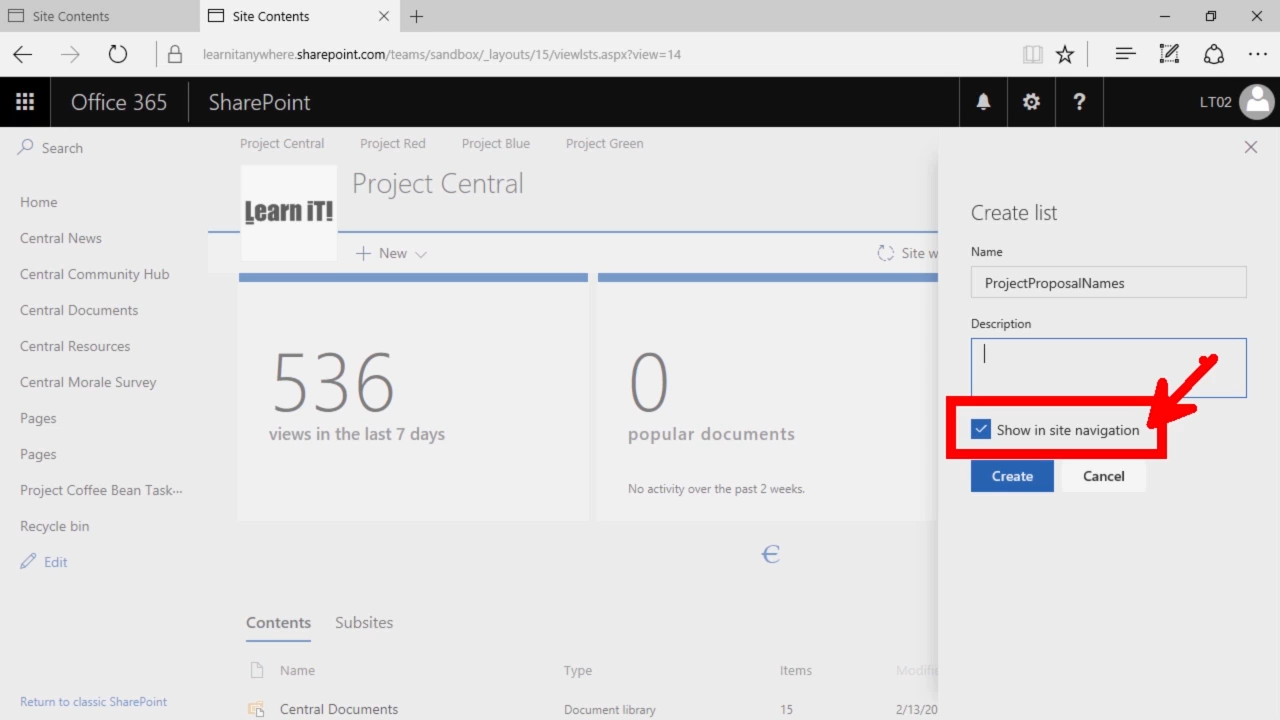 Site Contents
Site Contents
learnitanywhere.sharepoint.com/teams/sandbox/_layouts/15/viewlsts.aspx?view=14
Office 365
SharePoint
?
LT02
Search
Home
Central News
Central Community Hub
Central Documents
Central Resources
Central Morale Survey
Pages
Pages
Project Coffee Bean Task...
Recycle bin
Edit
Return to classic SharePoint
Project Central Project Red Project Blue Project Green
Learn iT!
Project Central
New
Site w
536
views in the last 7 days
0
popular documents
No activity over the past 2 weeks.
Contents Subsites
Name Type Items Modifie
Central Documents Document library 15 2/13/20
Create list
Name
ProjectProposalNames
Description
Show in site navigation
Create Cancel